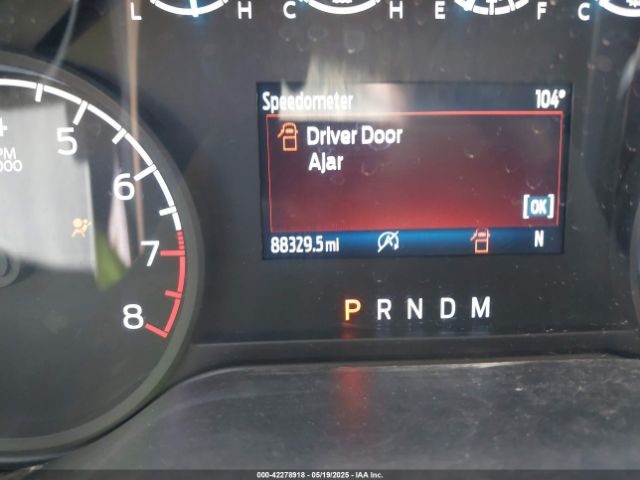 L H C H E F C
Speedometer 104°
Driver Door
Ajar
[OK]
88329.5 mi N
5
6
7
8
P R N D M
000-42278918 - 05/19/2025 - IAA Inc.